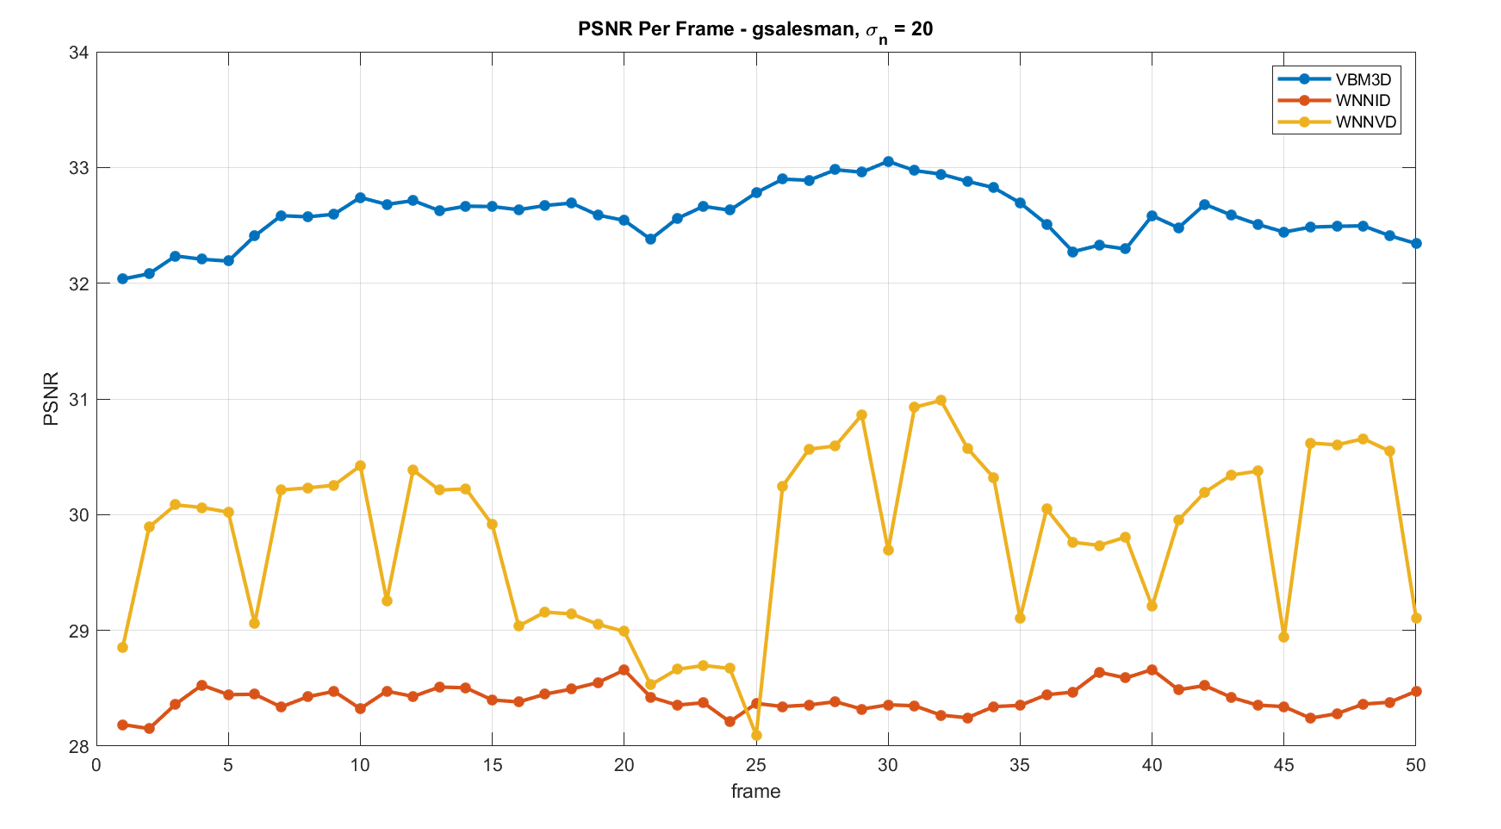 PSNR Per Frame - gsalesman, σn = 20
34
33
32
31
30
29
28
PSNR
0 5 10 15 20 25 30 35 40 45 50
frame
VBM3D
WNNID
WNNVD